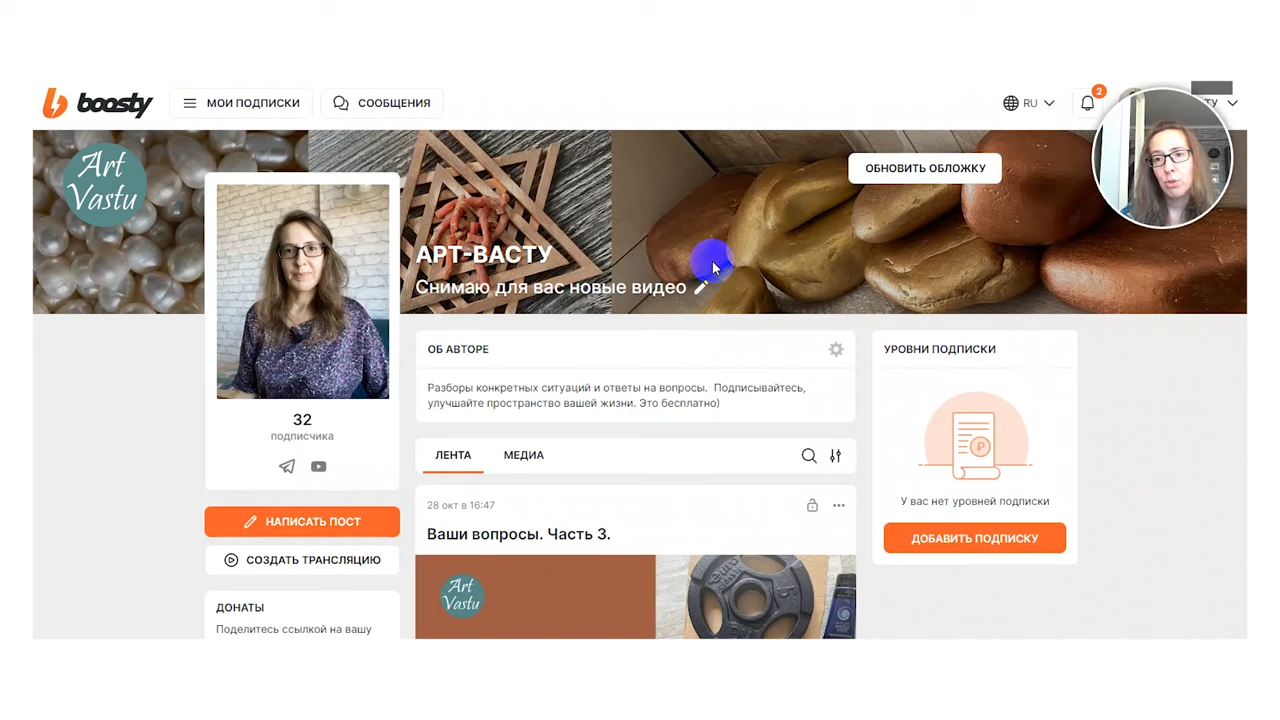 boosty
МОИ ПОДПИСКИ
СООБЩЕНИЯ
RU
2
ТУ
Art
Vastu
ОБНОВИТЬ ОБЛОЖКУ
АРТ-ВАСТУ
Снимаю для вас новые видео
32
подписчика
НАПИСАТЬ ПОСТ
СОЗДАТЬ ТРАНСЛЯЦИЮ
ДОНАТЫ
Поделитесь ссылкой на вашу
ОБ АВТОРЕ
Разборы конкретных ситуаций и ответы на вопросы. Подписывайтесь,
улучшайте пространство вашей жизни. Это бесплатно)
ЛЕНТА
МЕДИА
28 окт в 16:47
Ваши вопросы. Часть 3.
Art
Vastu
УРОВНИ ПОДПИСКИ
У вас нет уровней подписки
ДОБАВИТЬ ПОДПИСКУ